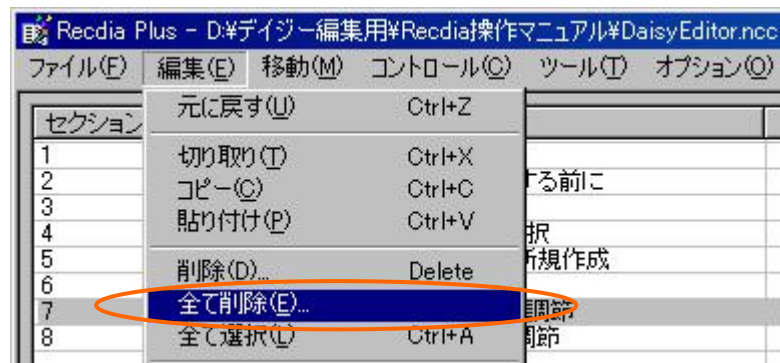 Recdia Plus - D:¥デイジー編集用¥Recdia操作マニュアル¥DaisyEditor.ncc
ファイル(F) 編集(E) 移動(M) コントロール(C) ツール(T) オプション(O)
セクション
元に戻す(U) Ctrl+Z
1
切り取り(T) Ctrl+X
2 する前に
コピー(C) Ctrl+C
3
貼り付け(P) Ctrl+V
4 択
5 新規作成
削除(D)... Delete
6
全て削除(E)...
7 調節
全て選択(L) Ctrl+A
8 調節